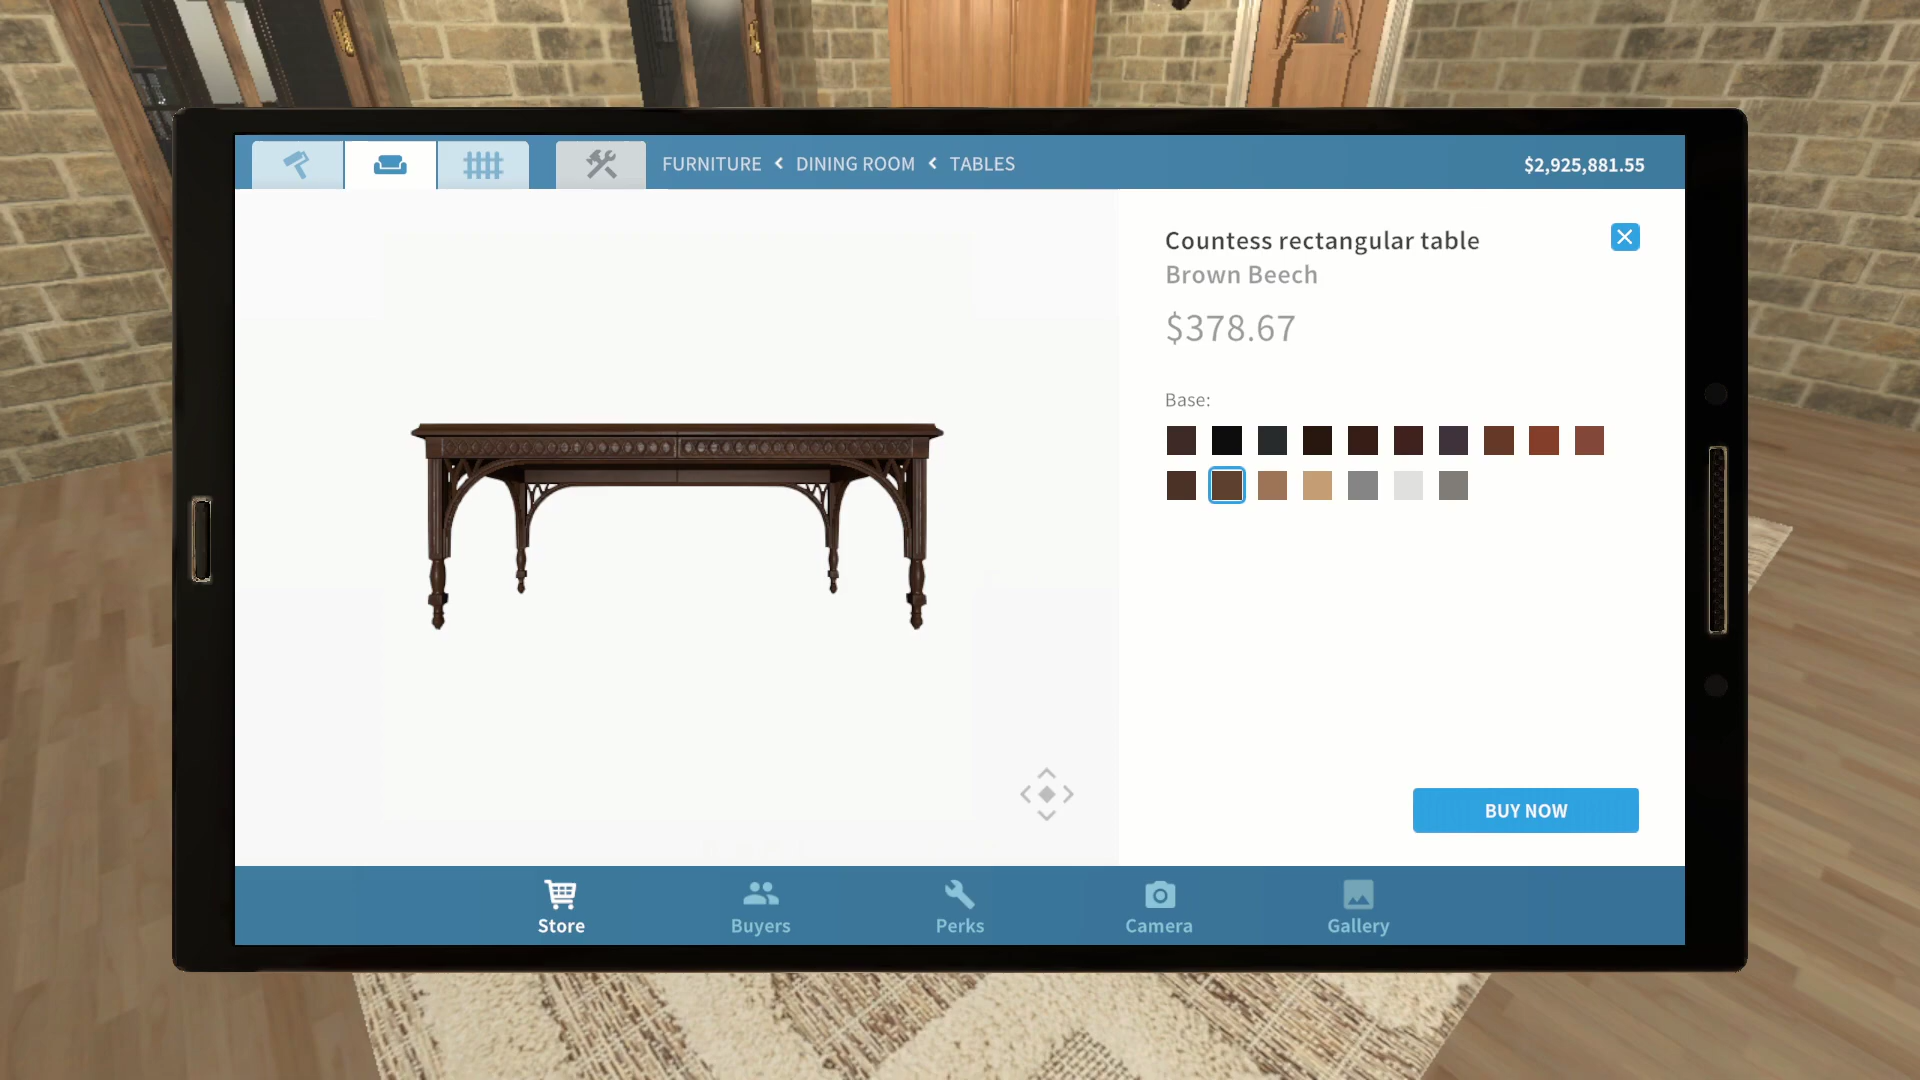 FURNITURE < DINING ROOM < TABLES
$2,925,881.55
Countess rectangular table
Brown Beech
$378.67
Base:
BUY NOW
Store
Buyers
Perks
Camera
Gallery